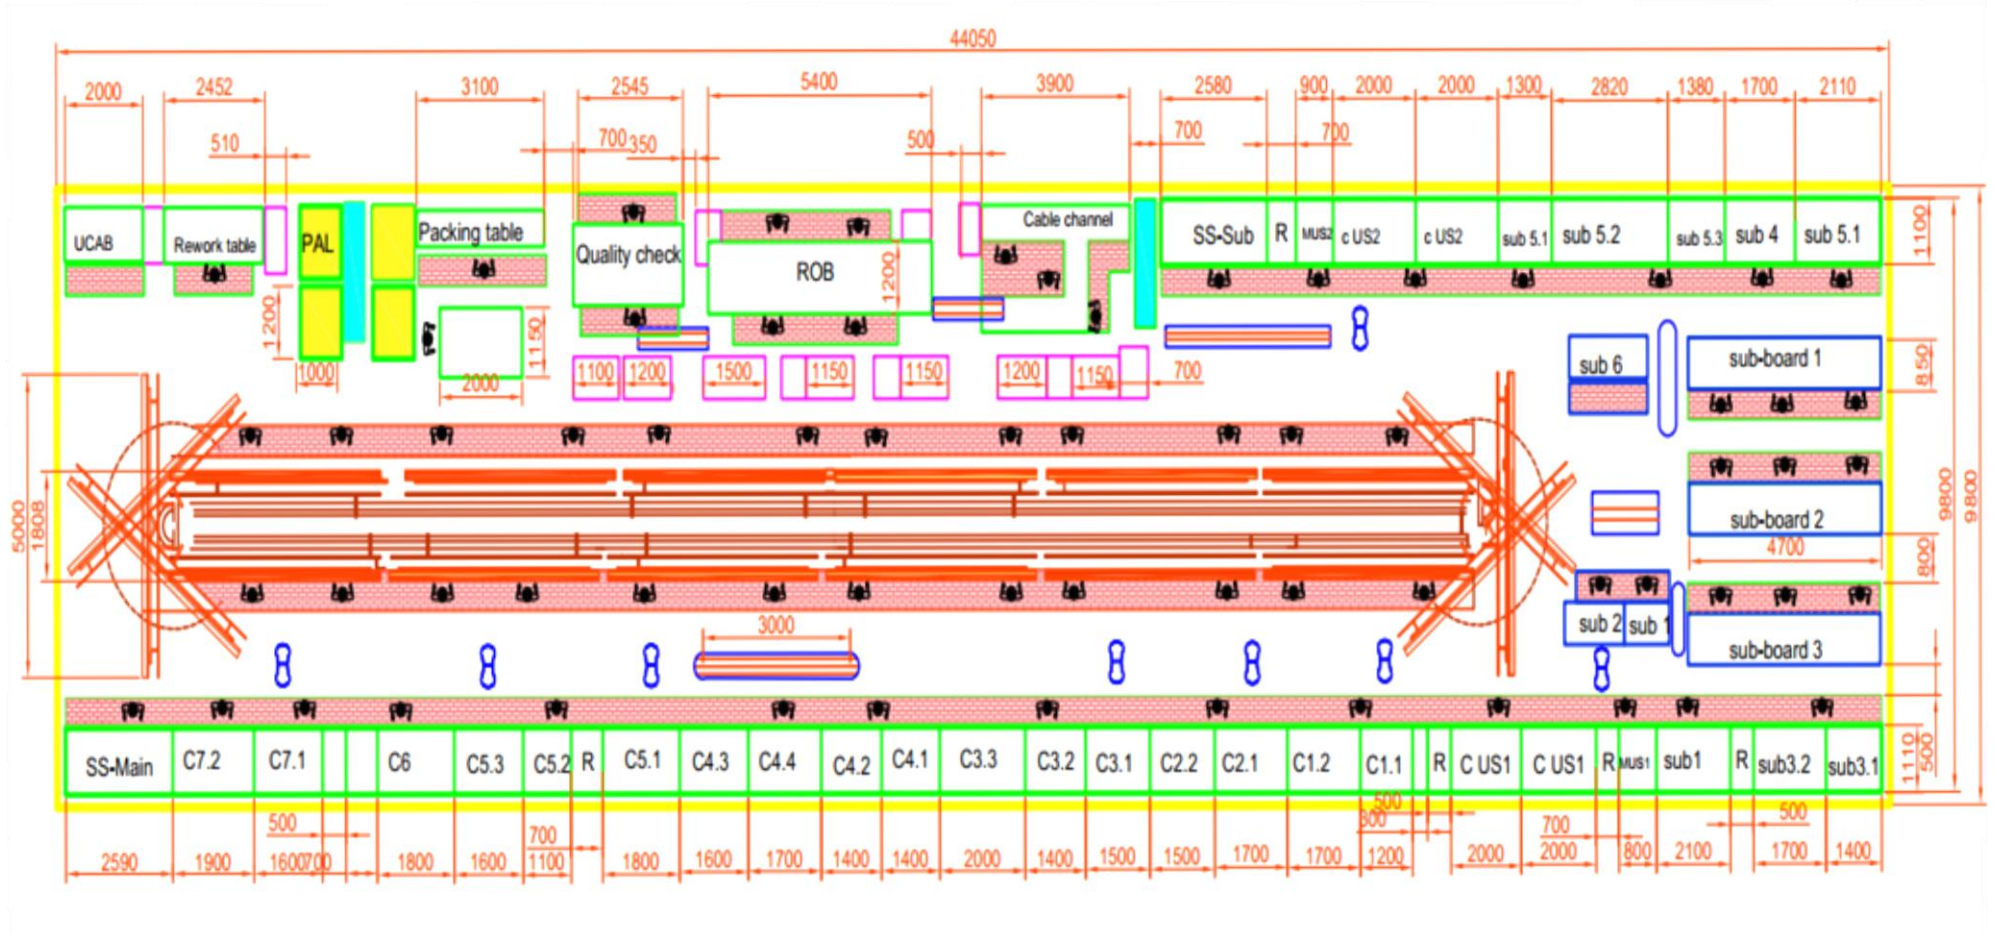 44050
2000 2452 3100 2545 5400 3900 2580 900 2000 2000 1300 2820 1380 1700 2110
510 700 350 500 700 700
UCAB Rework table PAL Packing table Quality check ROB 1200 Cable channel SS-Sub R MUS2 c US2 c US2 sub 5.1 sub 5.2 sub 5.3 sub 4 sub 5.1 1100
1200 1150
1000 2000 1100 1200 1500 1150 1150 1200 1150 700
sub 6 sub-board 1 850
5000 1808
sub-board 2 9800 9800
4700 800
3000 sub 2 sub 1
sub-board 3
SS-Main C7.2 C7.1 C6 C5.3 C5.2 R C5.1 C4.3 C4.4 C4.2 C4.1 C3.3 C3.2 C3.1 C2.2 C2.1 C1.2 C1.1 R C US1 C US1 R MUS1 sub1 R sub3.2 sub3.1 1110 500
500 700 300 500 700 500
2590 1900 1600 700 1800 1600 1100 1800 1600 1700 1400 1400 2000 1400 1500 1500 1700 1700 1200 2000 2000 800 2100 1700 1400